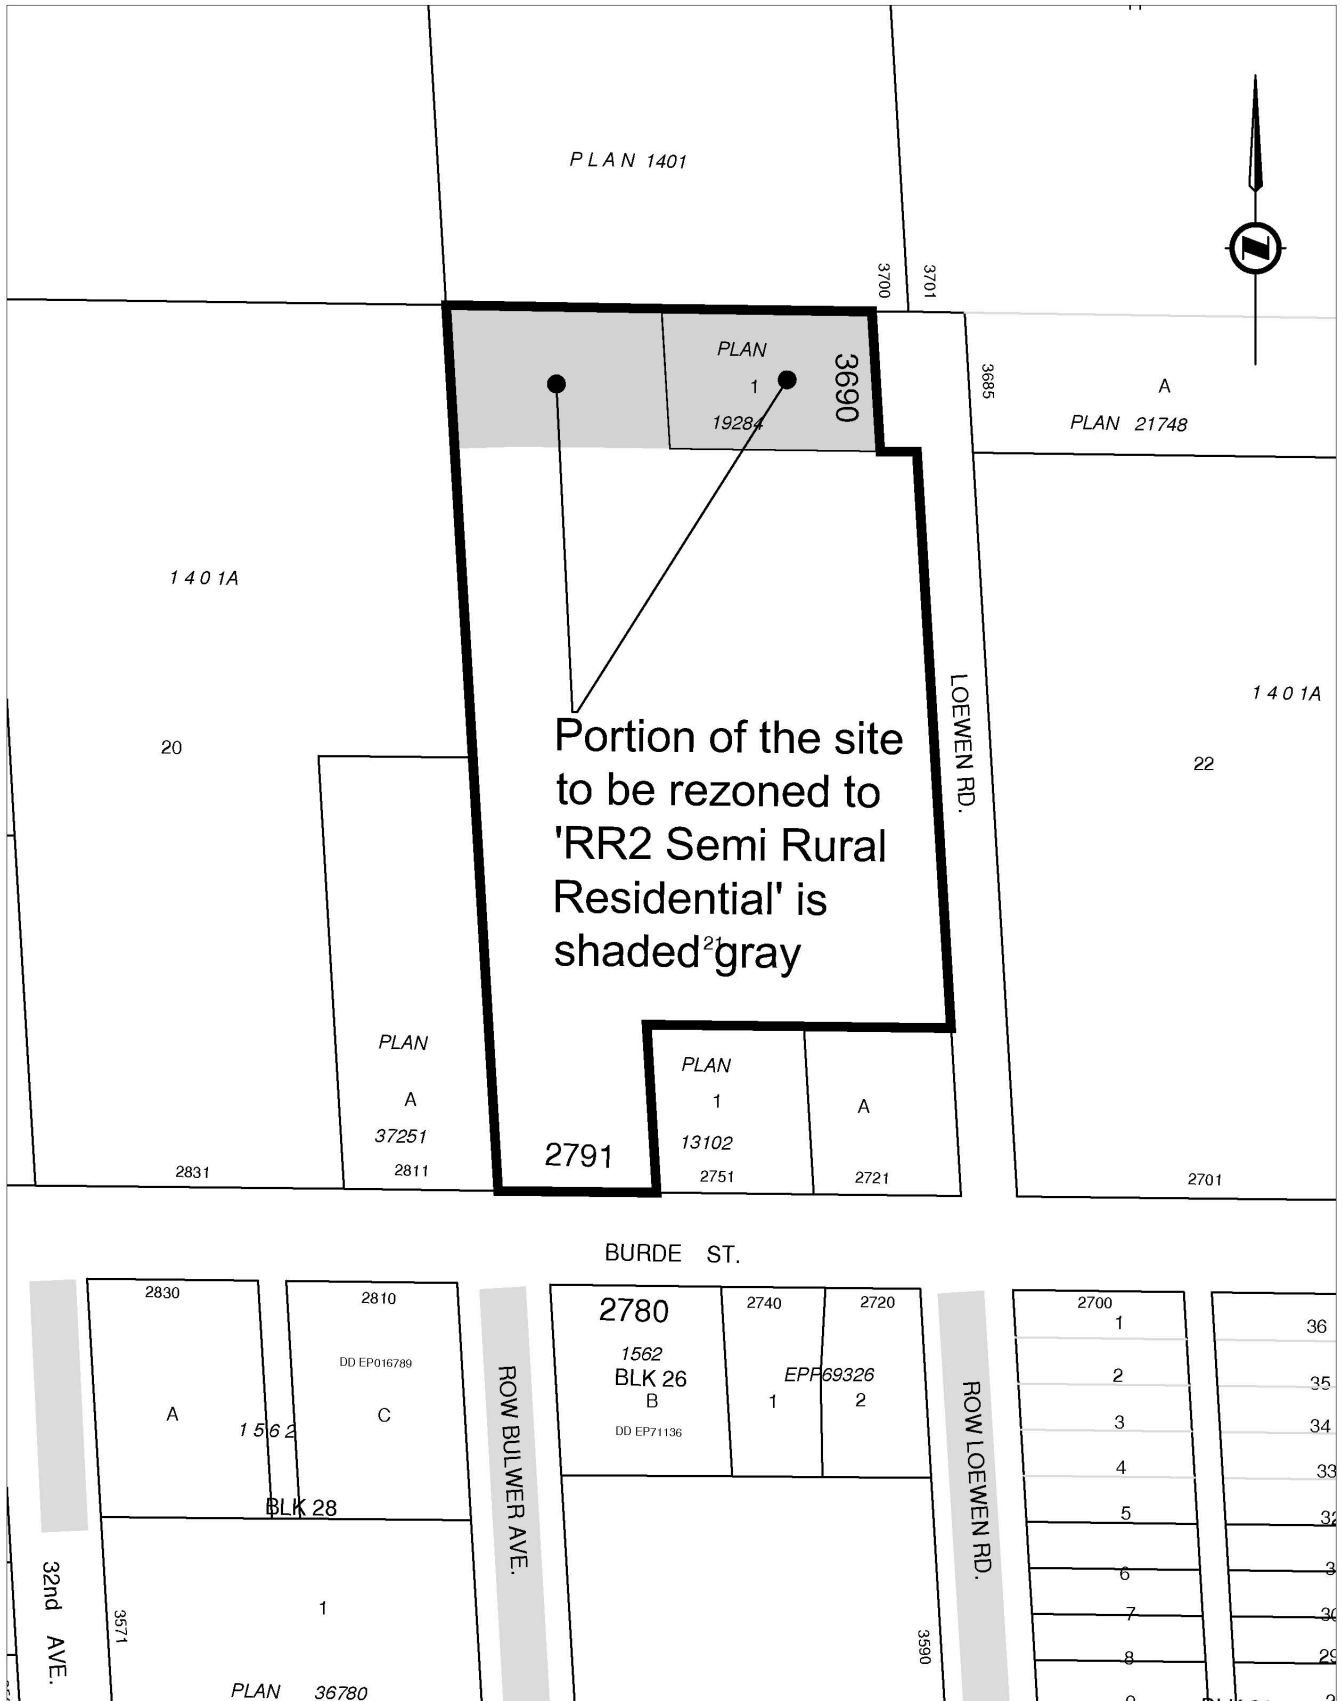 PLAN 1401
3700
3701
PLAN
1
19284
3690
3685
A
PLAN 21748
1401A
20
LOEWEN RD.
1401A
22
Portion of the site
to be rezoned to
'RR2 Semi Rural
Residential' is
shaded gray
21
PLAN
A
37251
2831
2811
2791
PLAN
1
13102
2751
A
2721
2701
BURDE ST.
2830
A
1562
2810
DD EP016789
C
BLK 28
ROW BULWER AVE.
2780
1562
BLK 26
B
DD EP71136
2740
2720
EPP69326
1
2
ROW LOEWEN RD.
2700
1
2
3
4
5
6
7
8
36
35
34
33
32nd AVE.
3571
1
PLAN 36780
3590